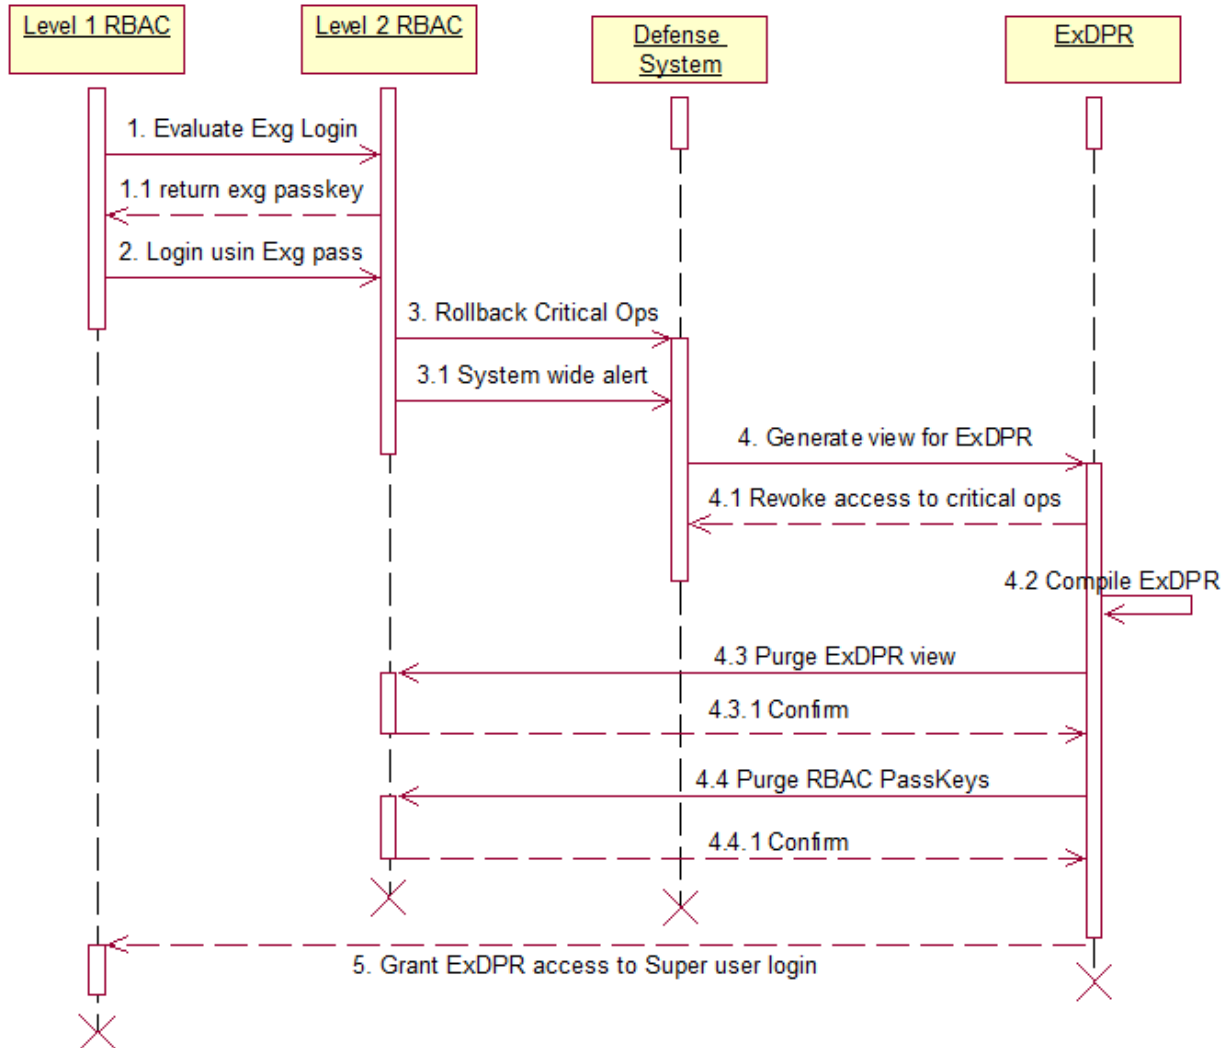 Level 1 RBAC
Level 2 RBAC
Defense
System
ExDPR
1. Evaluate Exg Login
1.1 return exg passkey
2. Login usin Exg pass
3. Rollback Critical Ops
3.1 System wide alert
4. Generate view for ExDPR
4.1 Revoke access to critical ops
4.2 Compile ExDPR
4.3 Purge ExDPR view
4.3.1 Confirm
4.4 Purge RBAC PassKeys
4.4.1 Confirm
5. Grant ExDPR access to Super user login